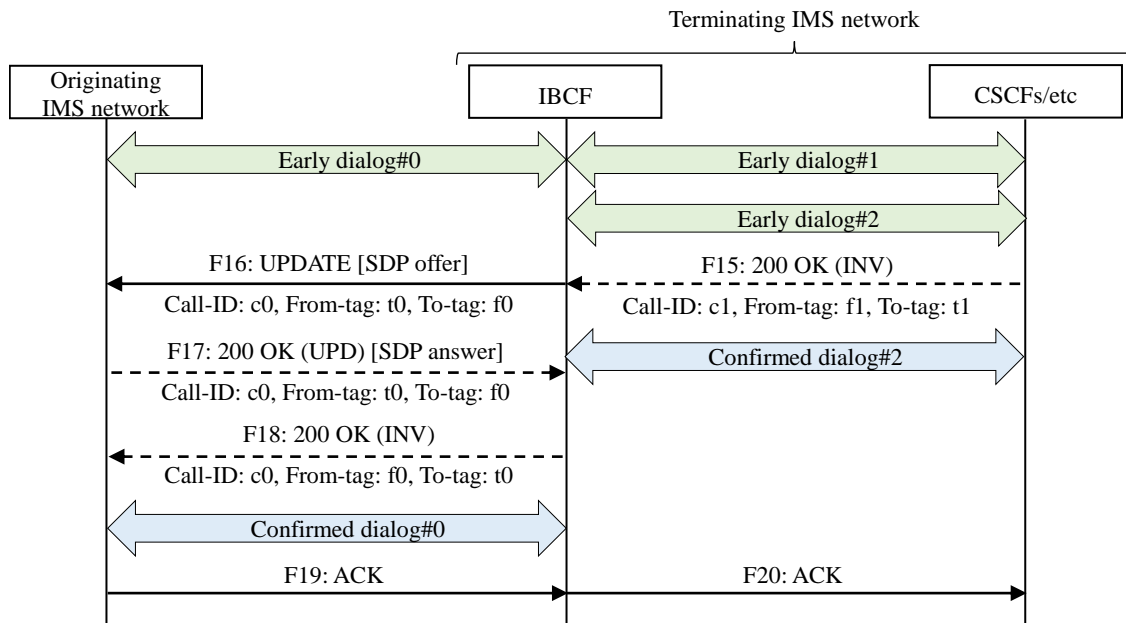 Terminating IMS network
Originating
IMS network
IBCF
CSCFs/etc
Early dialog#0
Early dialog#1
Early dialog#2
F16: UPDATE [SDP offer]
F15: 200 OK (INV)
Call-ID: c0, From-tag: t0, To-tag: f0
Call-ID: c1, From-tag: f1, To-tag: t1
F17: 200 OK (UPD) [SDP answer]
Confirmed dialog#2
Call-ID: c0, From-tag: t0, To-tag: f0
F18: 200 OK (INV)
Call-ID: c0, From-tag: f0, To-tag: t0
Confirmed dialog#0
F19: ACK
F20: ACK